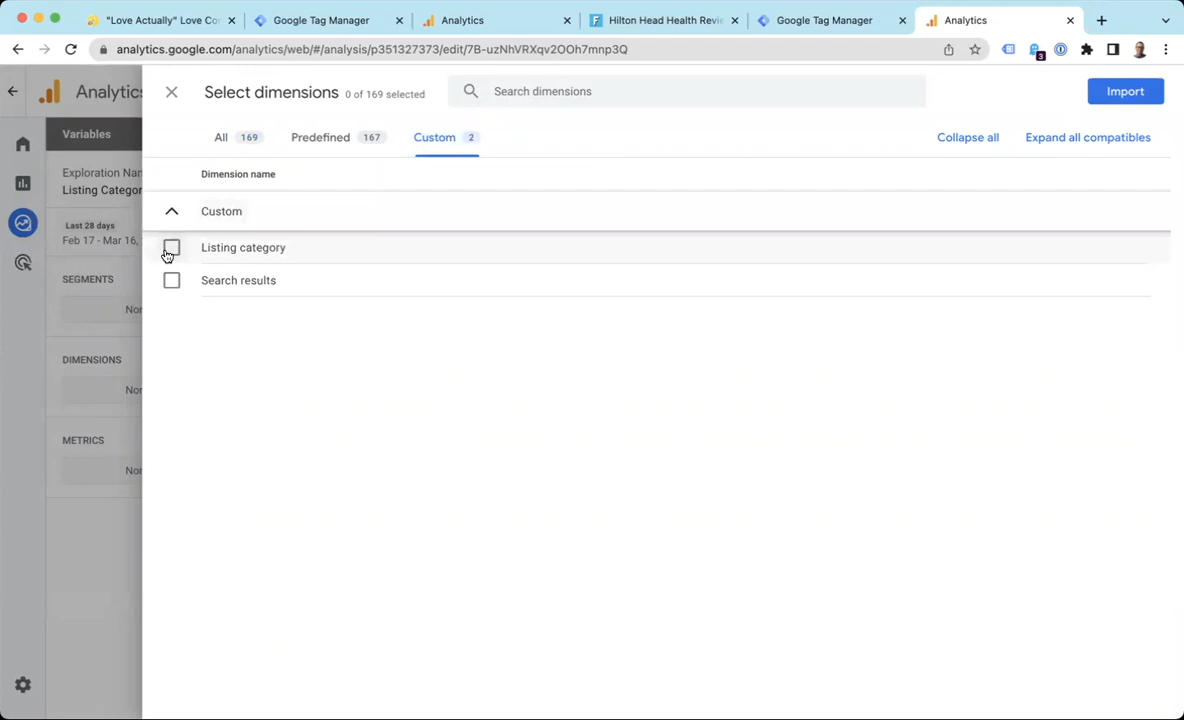 "Love Actually" Love Co
Google Tag Manager
Analytics
Hilton Head Health Revie
Google Tag Manager
Analytics
analytics.google.com/analytics/web/#/analysis/p351327373/edit/7B-uzNhVRXqv2OOh7mnp3Q
3
Analytics
Select dimensions 0 of 169 selected
Search dimensions
Import
Variables
All 169
Predefined 167
Custom 2
Collapse all
Expand all compatibles
Exploration Na
Listing Categor
Dimension name
Custom
Last 28 days
Feb 17 - Mar 16,
Listing category
SEGMENTS
Search results
Non
DIMENSIONS
Non
METRICS
Non